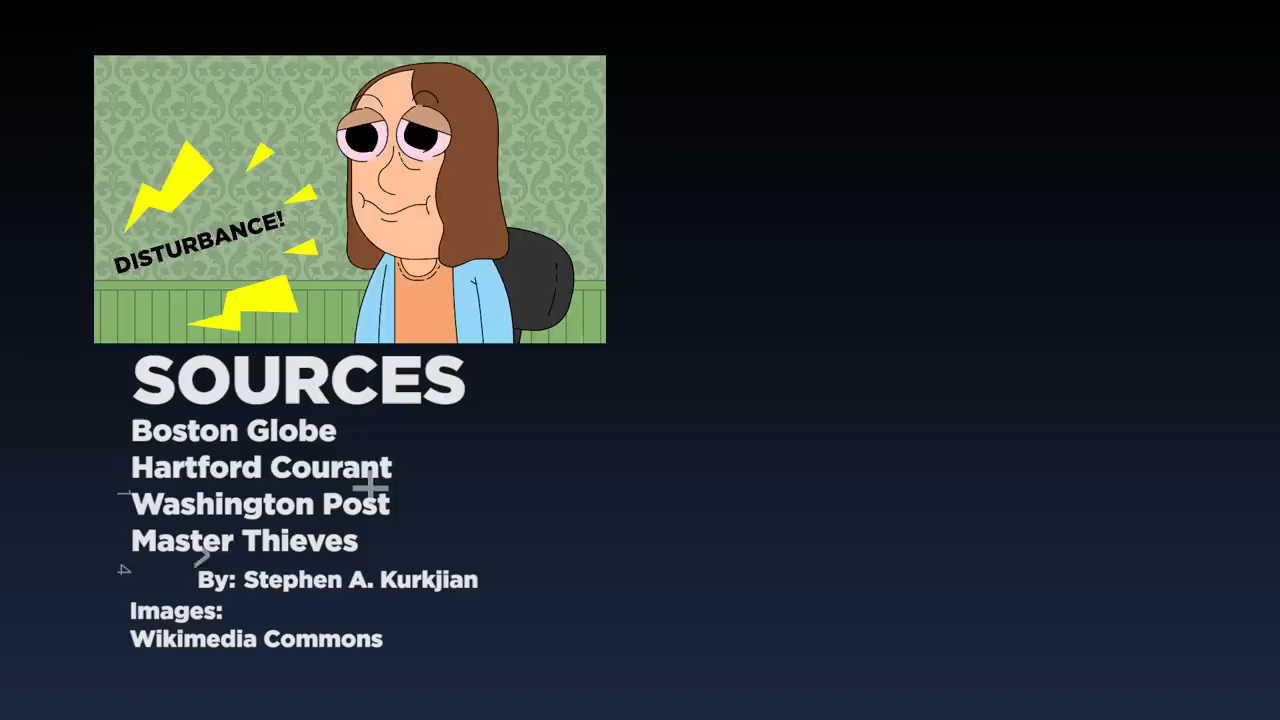 DISTURBANCE!
SOURCES
Boston Globe
Hartford Courant
Washington Post
Master Thieves
By: Stephen A. Kurkjian
Images:
Wikimedia Commons